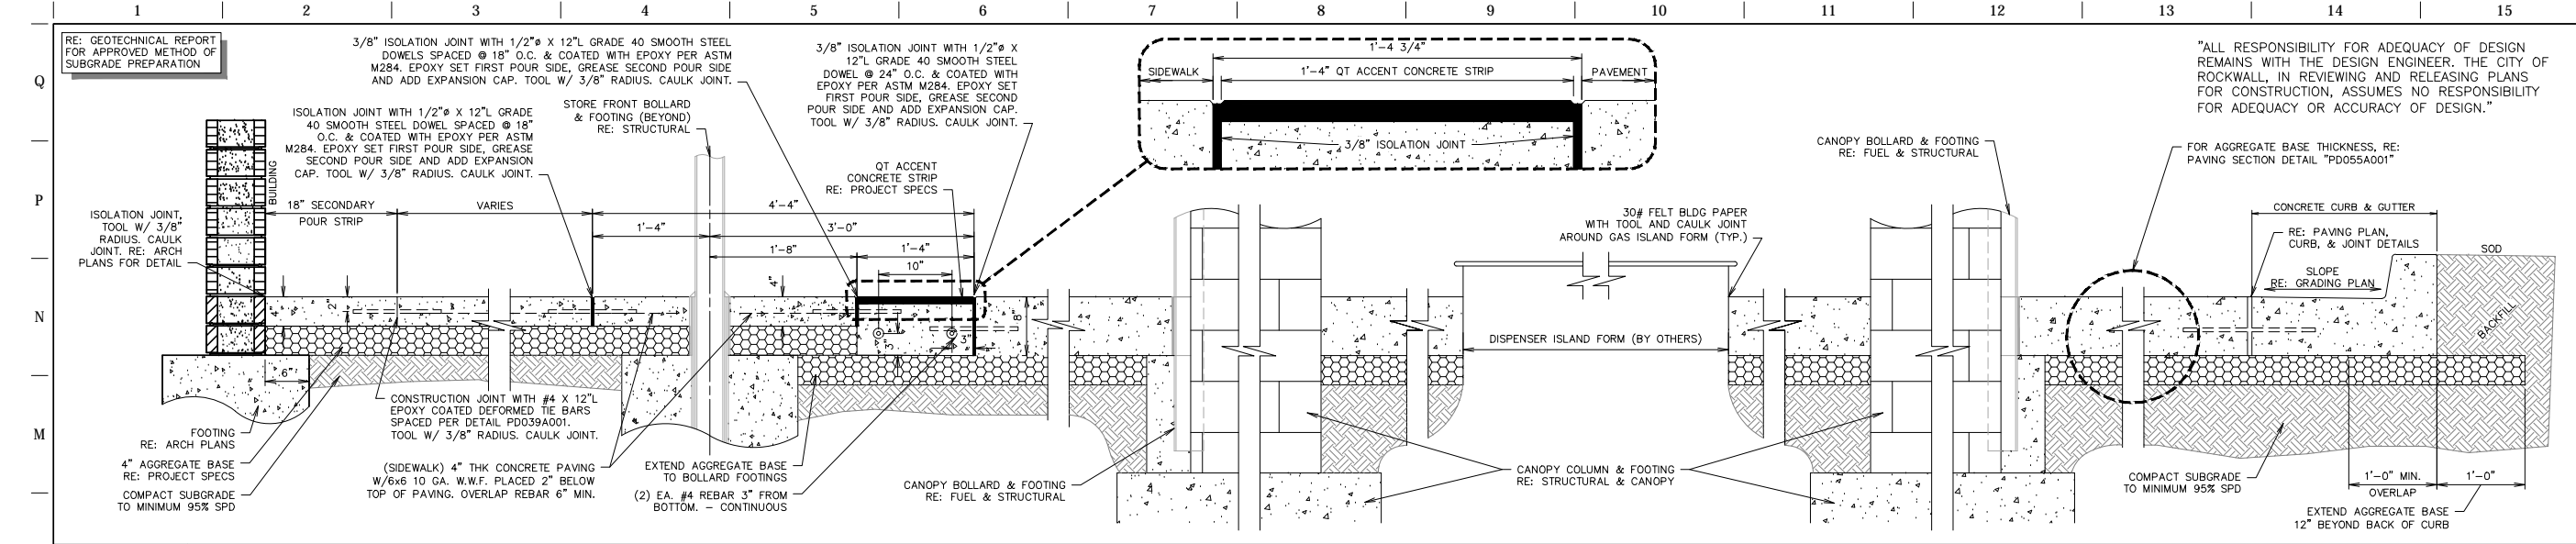 1 2 3 4 5 6 7 8 9 10 11 12 13 14 15
Q
P
N
M
RE: GEOTECHNICAL REPORT
FOR APPROVED METHOD OF
SUBGRADE PREPARATION
3/8" ISOLATION JOINT WITH 1/2"ø X 12"L GRADE 40 SMOOTH STEEL
DOWELS SPACED @ 18" O.C. & COATED WITH EPOXY PER ASTM
M284. EPOXY SET FIRST POUR SIDE, GREASE SECOND POUR SIDE
AND ADD EXPANSION CAP. TOOL W/ 3/8" RADIUS. CAULK JOINT.
ISOLATION JOINT WITH 1/2"ø X 12"L GRADE
40 SMOOTH STEEL DOWEL SPACED @ 18"
O.C. & COATED WITH EPOXY PER ASTM
M284. EPOXY SET FIRST POUR SIDE, GREASE
SECOND POUR SIDE AND ADD EXPANSION
CAP. TOOL W/ 3/8" RADIUS. CAULK JOINT.
STORE FRONT BOLLARD
& FOOTING (BEYOND)
RE: STRUCTURAL
3/8" ISOLATION JOINT WITH 1/2"ø X
12"L GRADE 40 SMOOTH STEEL
DOWEL @ 24" O.C. & COATED WITH
EPOXY PER ASTM M284. EPOXY SET
FIRST POUR SIDE, GREASE SECOND
POUR SIDE AND ADD EXPANSION CAP.
TOOL W/ 3/8" RADIUS. CAULK JOINT.
QT ACCENT
CONCRETE STRIP
RE: PROJECT SPECS
1'-4 3/4"
SIDEWALK
1'-4" QT ACCENT CONCRETE STRIP
PAVEMENT
3/8" ISOLATION JOINT
"ALL RESPONSIBILITY FOR ADEQUACY OF DESIGN
REMAINS WITH THE DESIGN ENGINEER. THE CITY OF
ROCKWALL, IN REVIEWING AND RELEASING PLANS
FOR CONSTRUCTION, ASSUMES NO RESPONSIBILITY
FOR ADEQUACY OR ACCURACY OF DESIGN."
CANOPY BOLLARD & FOOTING
RE: FUEL & STRUCTURAL
FOR AGGREGATE BASE THICKNESS, RE:
PAVING SECTION DETAIL "PD055A001"
BUILDING
ISOLATION JOINT,
TOOL W/ 3/8"
RADIUS. CAULK
JOINT. RE: ARCH
PLANS FOR DETAIL
18" SECONDARY
POUR STRIP
VARIES
4'-4"
1'-4"
3'-0"
1'-8"
1'-4"
10"
4"
2"
8"
3"
3"
6"
30# FELT BLDG PAPER
WITH TOOL AND CAULK JOINT
AROUND GAS ISLAND FORM (TYP.)
DISPENSER ISLAND FORM (BY OTHERS)
CONCRETE CURB & GUTTER
RE: PAVING PLAN,
CURB, & JOINT DETAILS
SLOPE
RE: GRADING PLAN
SOD
BACKFILL
FOOTING
RE: ARCH PLANS
4" AGGREGATE BASE
RE: PROJECT SPECS
COMPACT SUBGRADE
TO MINIMUM 95% SPD
CONSTRUCTION JOINT WITH #4 X 12"L
EPOXY COATED DEFORMED TIE BARS
SPACED PER DETAIL PD039A001.
TOOL W/ 3/8" RADIUS. CAULK JOINT.
(SIDEWALK) 4" THK CONCRETE PAVING
W/6x6 10 GA. W.W.F. PLACED 2" BELOW
TOP OF PAVING. OVERLAP REBAR 6" MIN.
EXTEND AGGREGATE BASE
TO BOLLARD FOOTINGS
(2) EA. #4 REBAR 3" FROM
BOTTOM. – CONTINUOUS
CANOPY BOLLARD & FOOTING
RE: FUEL & STRUCTURAL
CANOPY COLUMN & FOOTING
RE: STRUCTURAL & CANOPY
COMPACT SUBGRADE
TO MINIMUM 95% SPD
1'-0" MIN.
OVERLAP
1'-0"
EXTEND AGGREGATE BASE
12" BEYOND BACK OF CURB